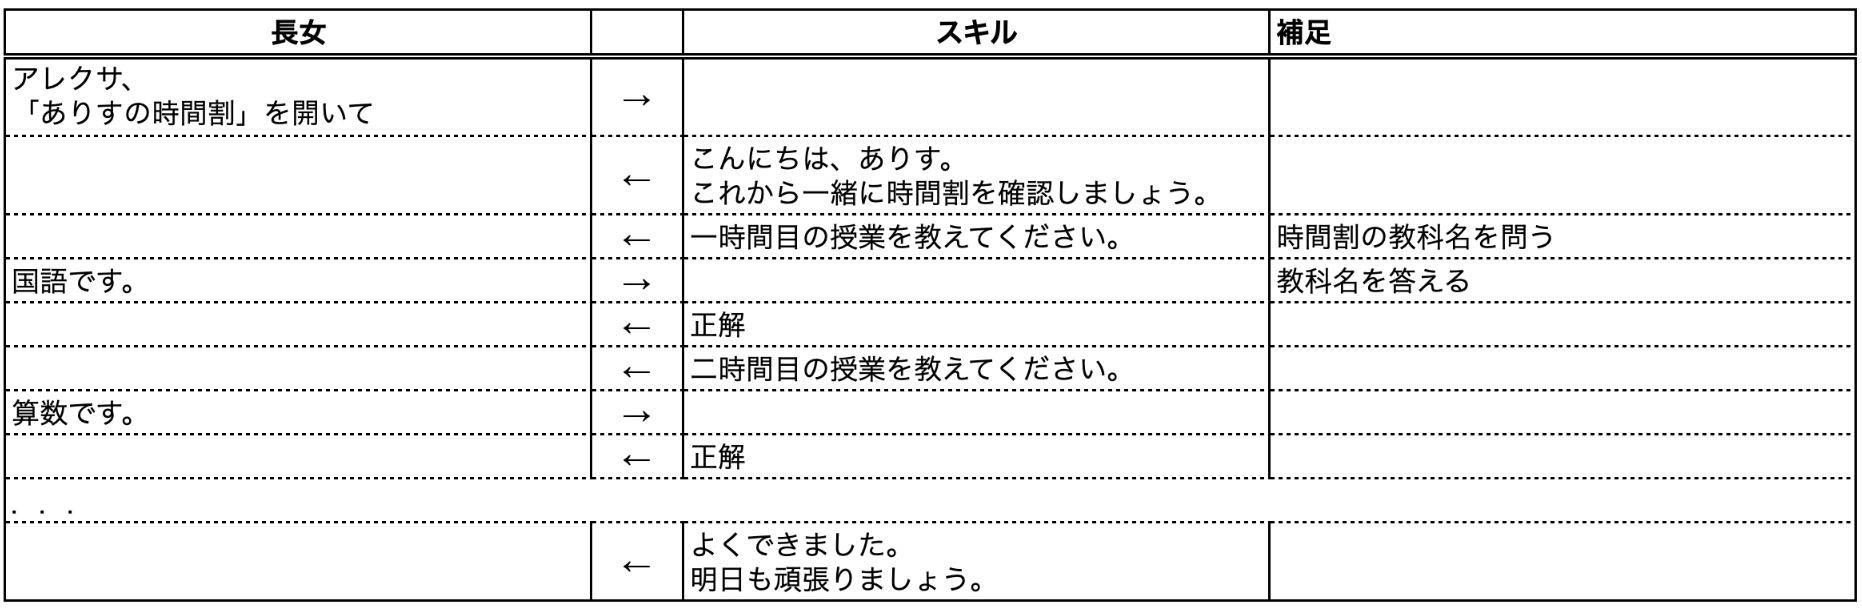 長女 スキル 補足
アレクサ、
「ありすの時間割」を開いて
→
← こんにちは、ありす。
これから一緒に時間割を確認しましょう。
← 一時間目の授業を教えてください。 時間割の教科名を問う
国語です。 → 教科名を答える
← 正解
← 二時間目の授業を教えてください。
算数です。 →
← 正解
．．．
← よくできました。
明日も頑張りましょう。